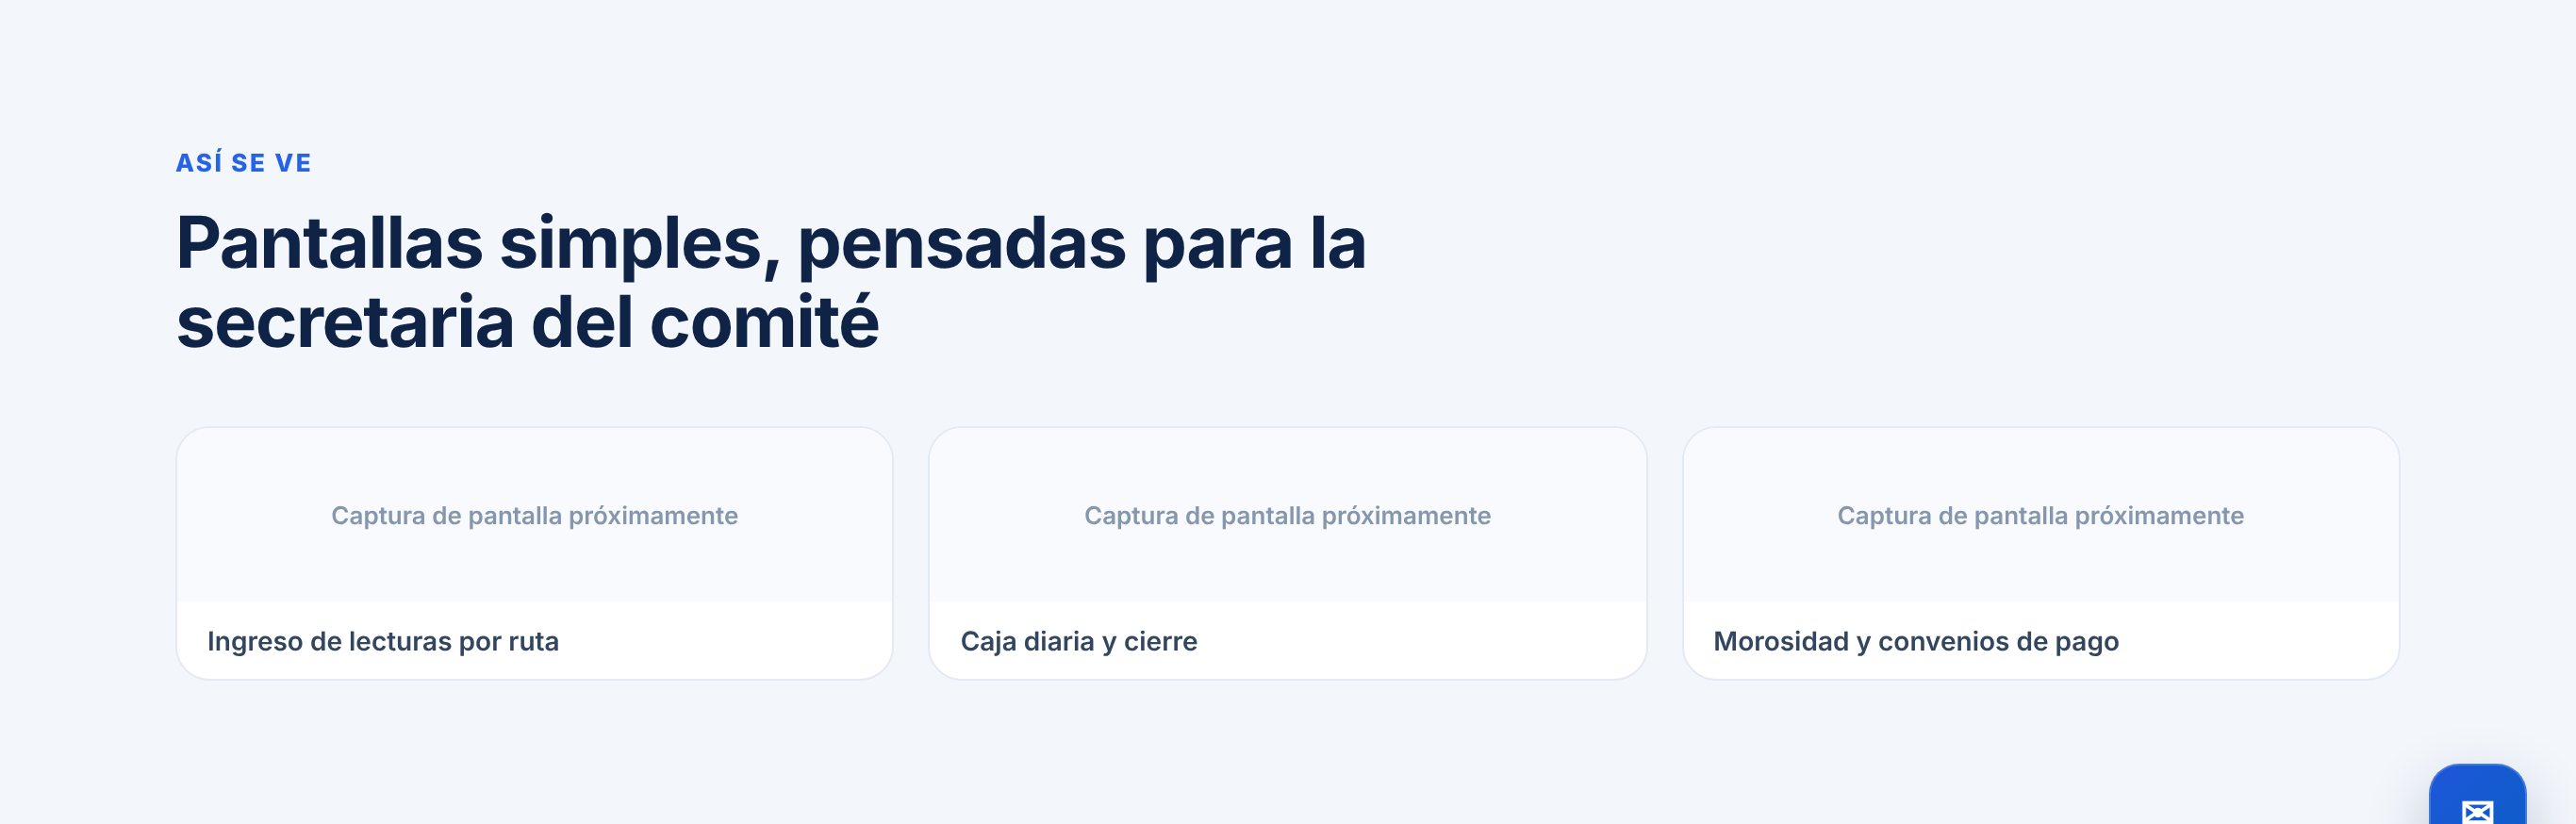 ASÍ SE VE
Pantallas simples, pensadas para la
secretaria del comité
Captura de pantalla próximamente
Ingreso de lecturas por ruta
Captura de pantalla próximamente
Caja diaria y cierre
Captura de pantalla próximamente
Morosidad y convenios de pago